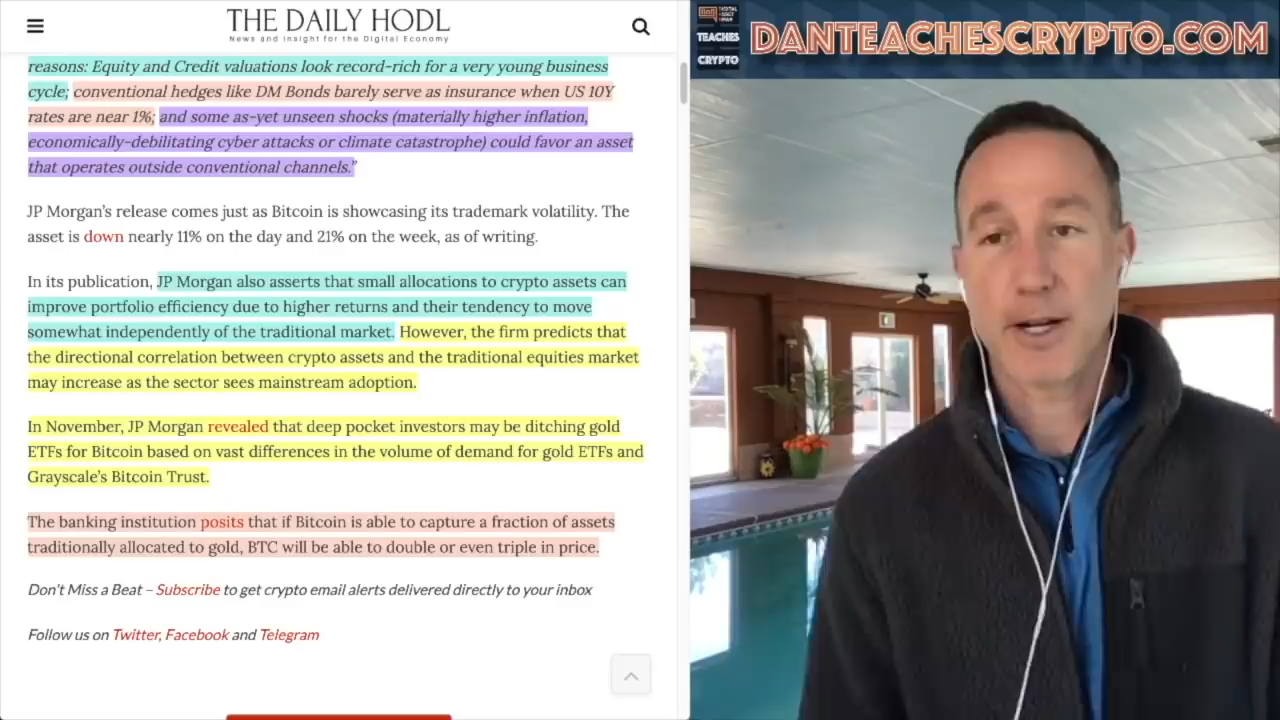 THE DAILY HODL
News and Insight for the Digital Economy
reasons: Equity and Credit valuations look record-rich for a very young business
cycle; conventional hedges like DM Bonds barely serve as insurance when US 10Y
rates are near 1%; and some as-yet unseen shocks (materially higher inflation,
economically-debilitating cyber attacks or climate catastrophe) could favor an asset
that operates outside conventional channels.”
JP Morgan’s release comes just as Bitcoin is showcasing its trademark volatility. The
asset is down nearly 11% on the day and 21% on the week, as of writing.
In its publication, JP Morgan also asserts that small allocations to crypto assets can
improve portfolio efficiency due to higher returns and their tendency to move
somewhat independently of the traditional market. However, the firm predicts that
the directional correlation between crypto assets and the traditional equities market
may increase as the sector sees mainstream adoption.
In November, JP Morgan revealed that deep pocket investors may be ditching gold
ETFs for Bitcoin based on vast differences in the volume of demand for gold ETFs and
Grayscale’s Bitcoin Trust.
The banking institution posits that if Bitcoin is able to capture a fraction of assets
traditionally allocated to gold, BTC will be able to double or even triple in price.
Don't Miss a Beat – Subscribe to get crypto email alerts delivered directly to your inbox
Follow us on Twitter, Facebook and Telegram
DIGITAL
ASSET
NEWS
TEACHES
CRYPTO
DANTEACHESCRYPTO.COM